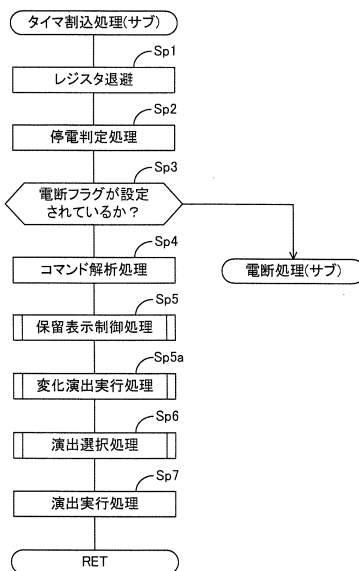 タイマ割込処理(サブ)
Sp1
レジスタ退避
Sp2
停電判定処理
Sp3
電断フラグが設定
されているか？
Sp4
コマンド解析処理
電断処理(サブ)
Sp5
保留表示制御処理
Sp5a
変化演出実行処理
Sp6
演出選択処理
Sp7
演出実行処理
RET